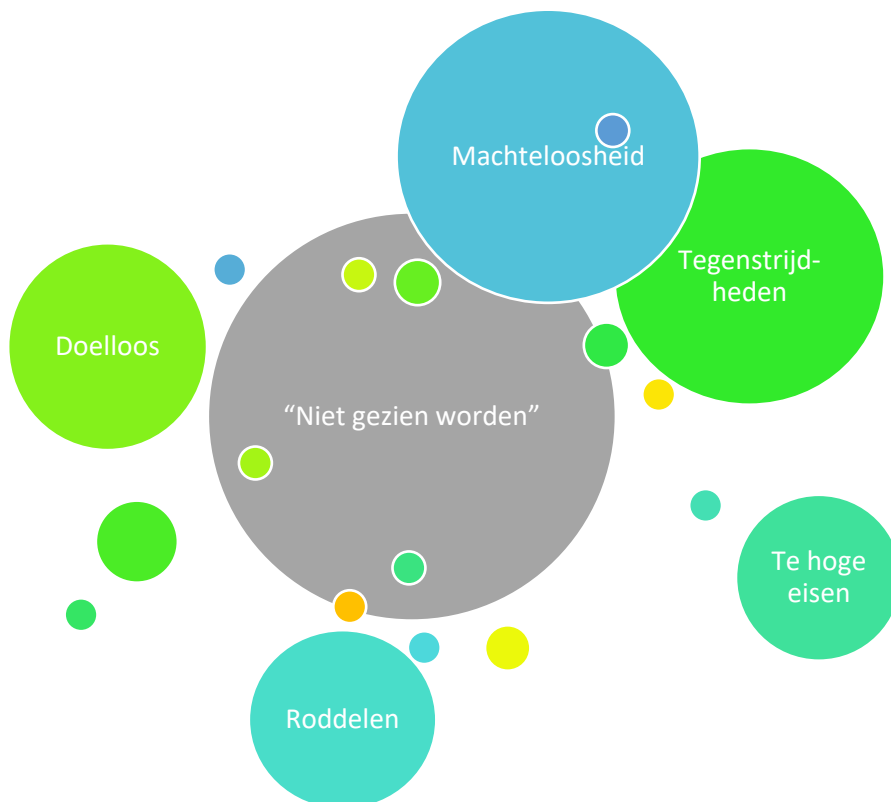 Machteloosheid
Tegenstrijd-
heden
Doelloos
“Niet gezien worden”
Te hoge
eisen
Roddelen